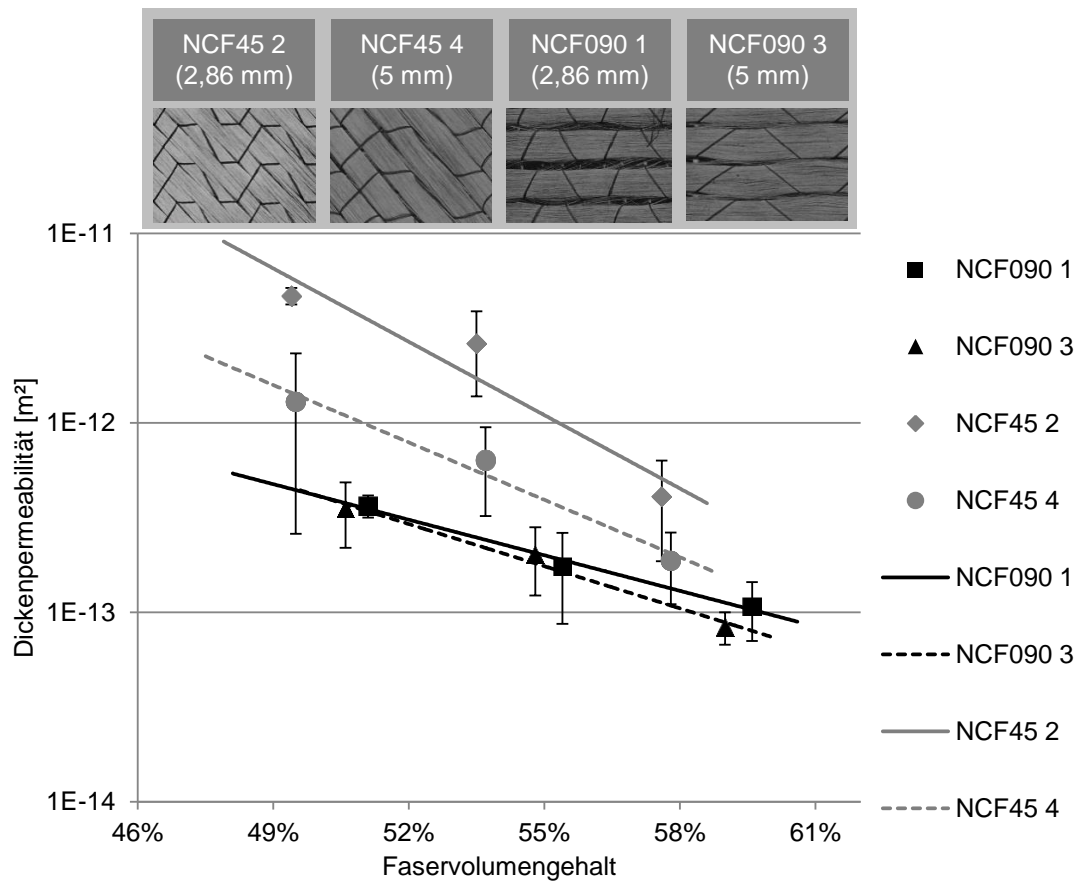 NCF45 2
(2,86 mm)
NCF45 4
(5 mm)
NCF090 1
(2,86 mm)
NCF090 3
(5 mm)
1E-11
1E-12
1E-13
1E-14
Dickenpermeabilität [m²]
46%
49%
52%
55%
58%
61%
Faservolumengehalt
NCF090 1
NCF090 3
NCF45 2
NCF45 4
NCF090 1
NCF090 3
NCF45 2
NCF45 4